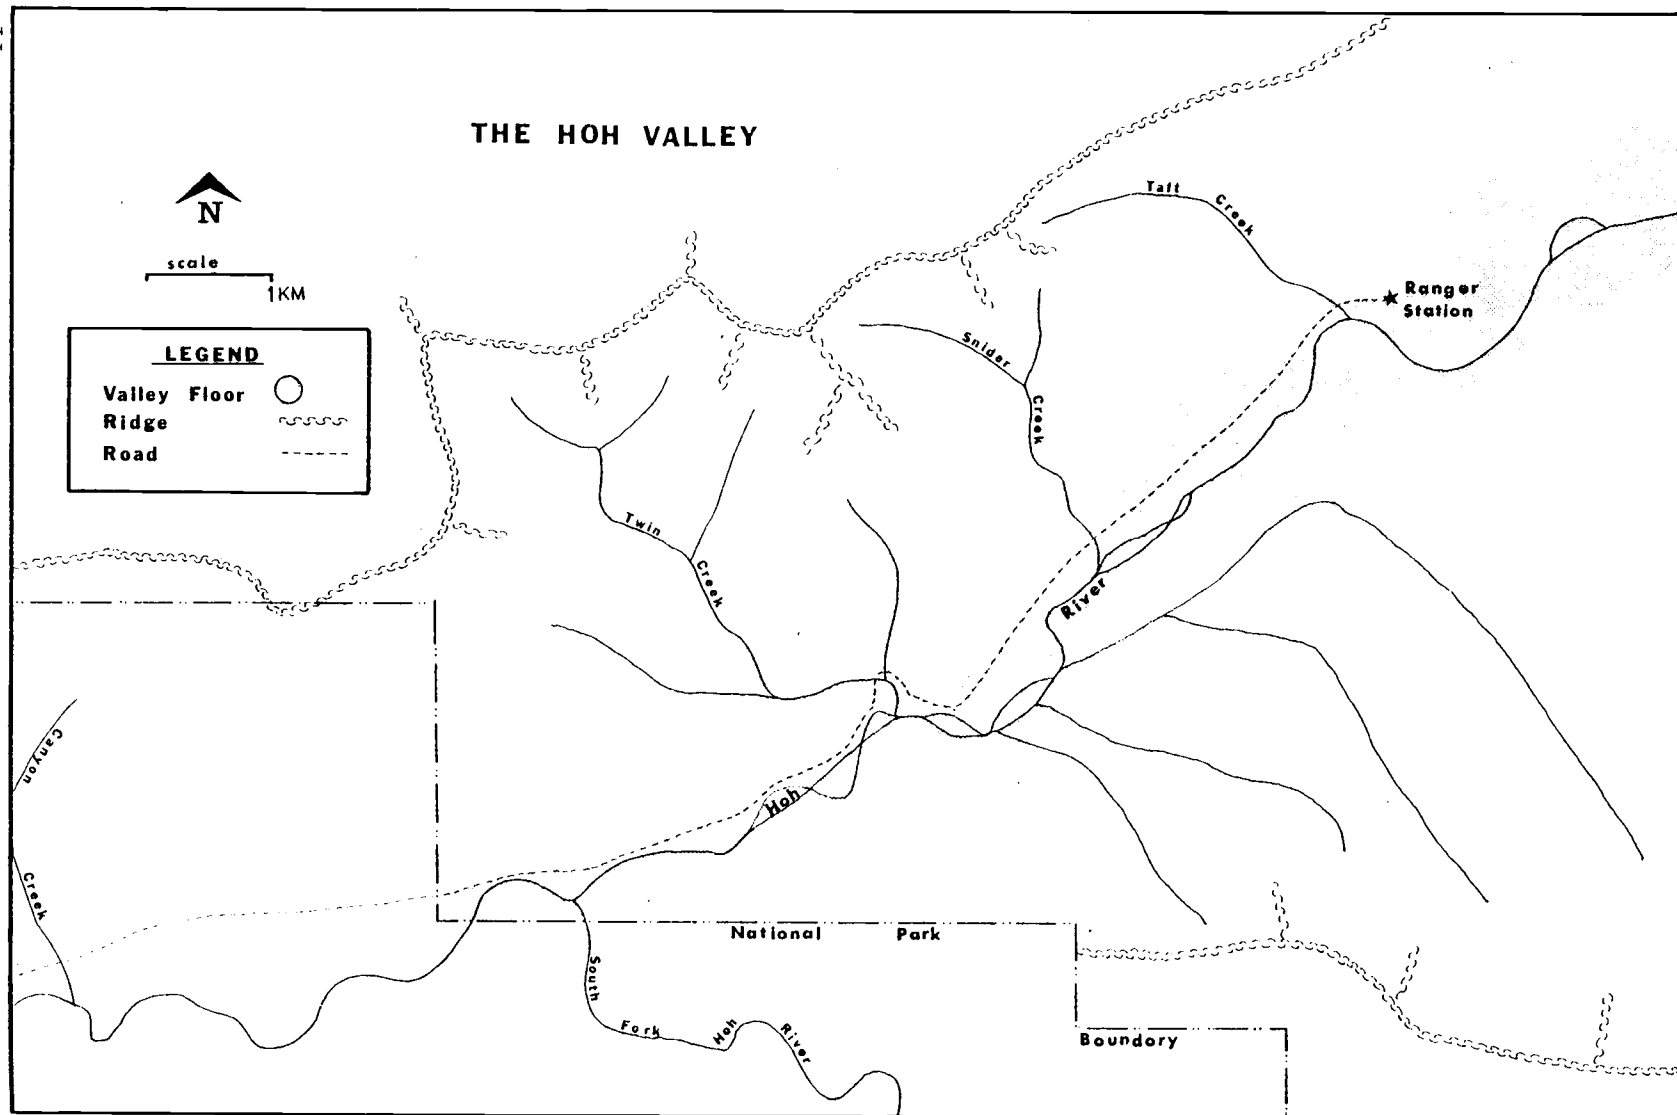 THE HOH VALLEY
N
scale
1KM
LEGEND
Valley Floor
Ridge
Road
Taft Creek
Ranger
Station
Snider Creek
Twin Creek
River
Canyon
Creek
Hoh
National Park
Boundary
South Fork Hoh River